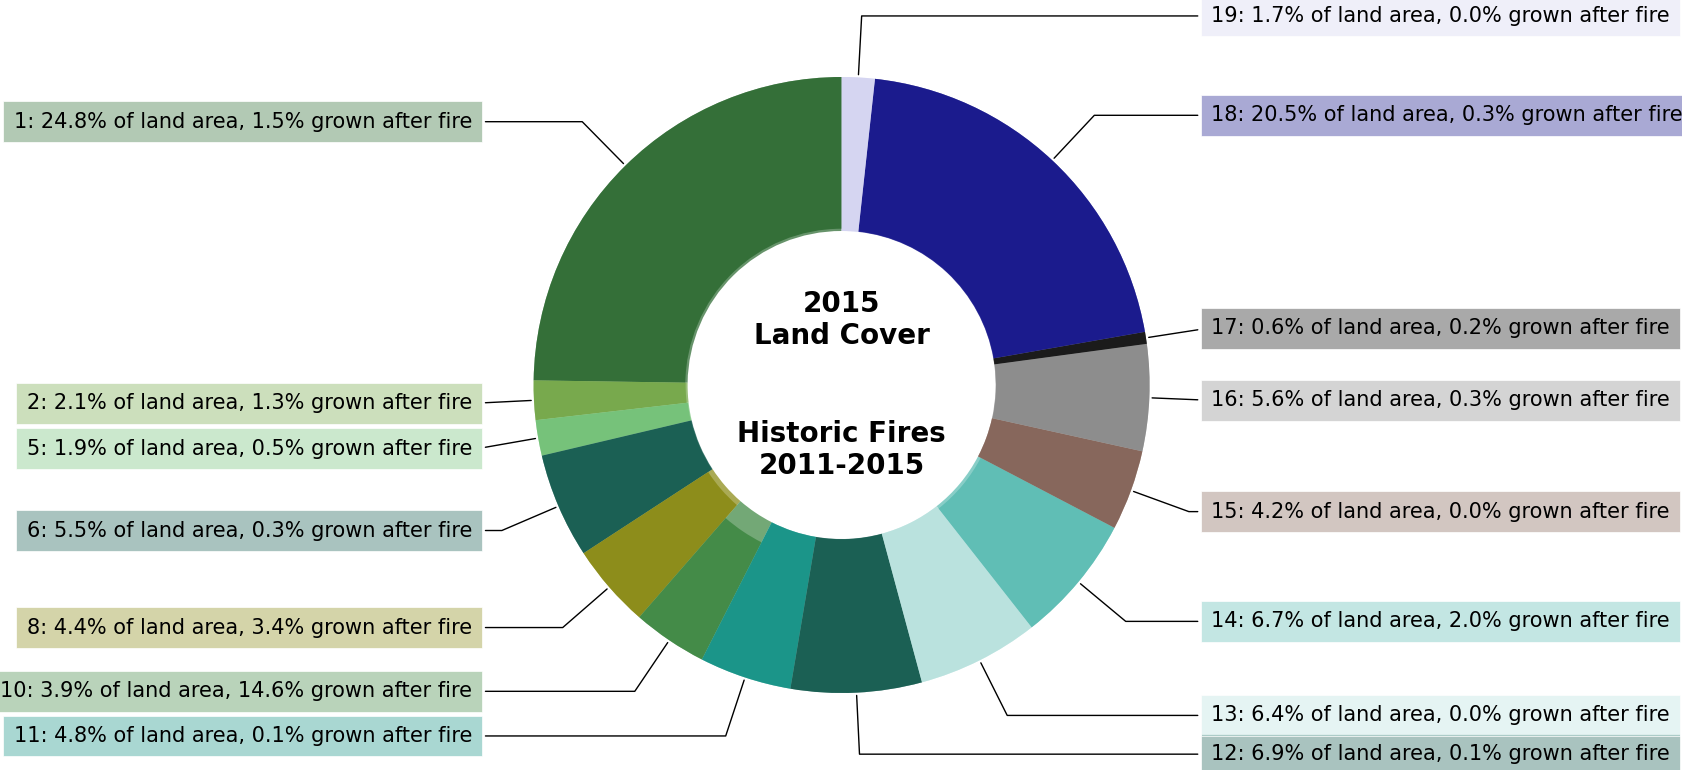 19: 1.7% of land area, 0.0% grown after fire
1: 24.8% of land area, 1.5% grown after fire
18: 20.5% of land area, 0.3% grown after fire
2015
Land Cover
17: 0.6% of land area, 0.2% grown after fire
2: 2.1% of land area, 1.3% grown after fire
16: 5.6% of land area, 0.3% grown after fire
Historic Fires
2011-2015
5: 1.9% of land area, 0.5% grown after fire
6: 5.5% of land area, 0.3% grown after fire
15: 4.2% of land area, 0.0% grown after fire
8: 4.4% of land area, 3.4% grown after fire
14: 6.7% of land area, 2.0% grown after fire
10: 3.9% of land area, 14.6% grown after fire
11: 4.8% of land area, 0.1% grown after fire
13: 6.4% of land area, 0.0% grown after fire
12: 6.9% of land area, 0.1% grown after fire